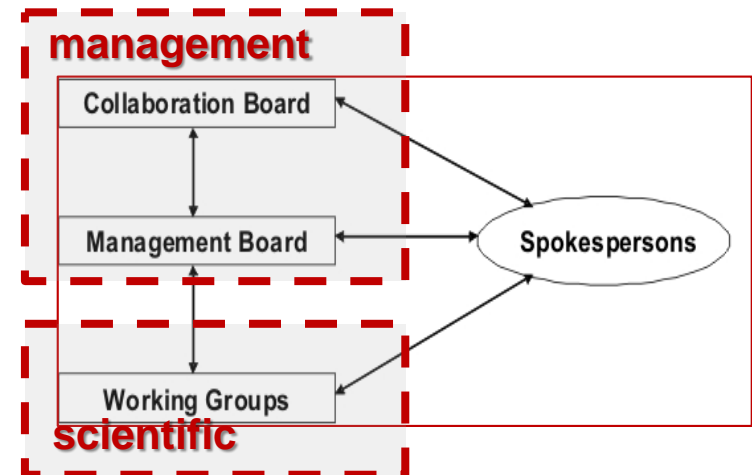 management
Collaboration Board
Management Board
Spokespersons
Working Groups
scientific